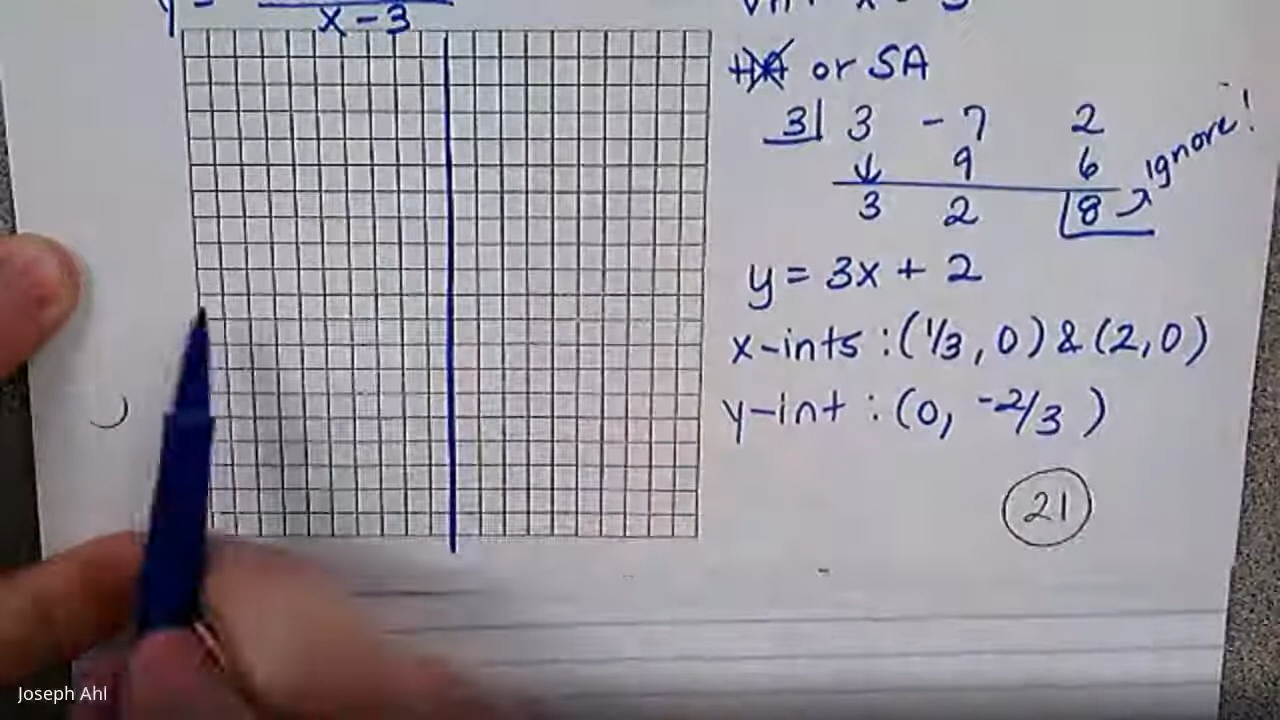 x - 3
HA or SA
3| 3 - 7 2
↓ 9 6 ↗ ignore!
3 2 |8
y = 3x + 2
x-ints : (1/3, 0) & (2,0)
y-int : (0, -2/3 )
21
Joseph Ahl